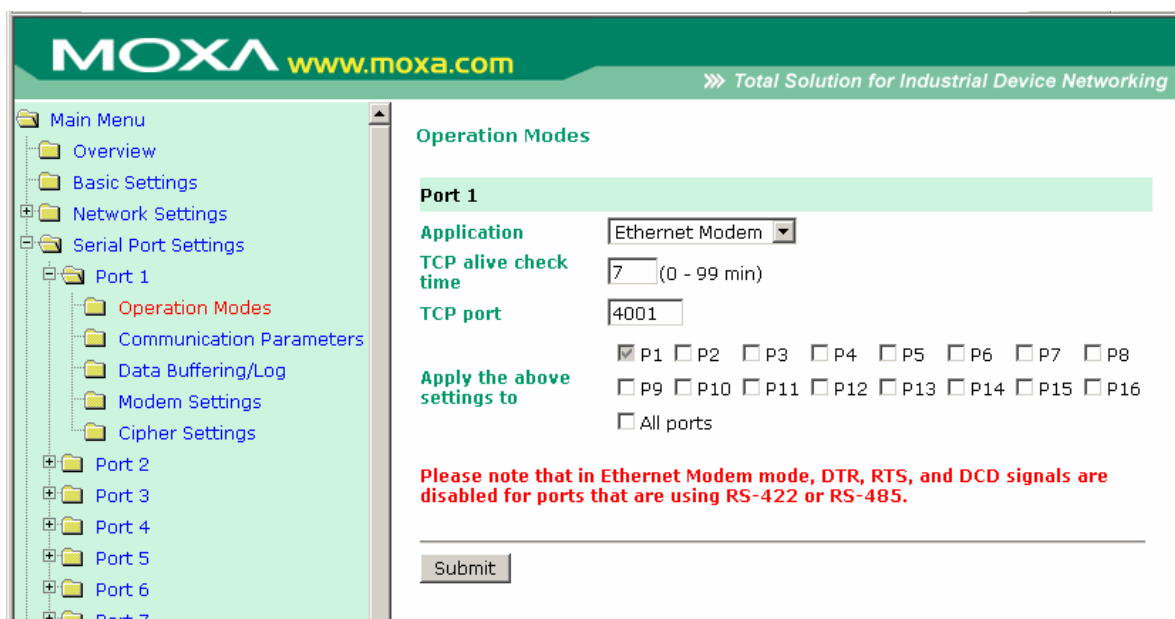 MOXA www.moxa.com
Total Solution for Industrial Device Networking
Main Menu
Overview
Basic Settings
Network Settings
Serial Port Settings
Port 1
Operation Modes
Communication Parameters
Data Buffering/Log
Modem Settings
Cipher Settings
Port 2
Port 3
Port 4
Port 5
Port 6
Port 7
Operation Modes
Port 1
Application Ethernet Modem
TCP alive check
time
7 (0 - 99 min)
TCP port 4001
Apply the above
settings to
P1 P2 P3 P4 P5 P6 P7 P8
P9 P10 P11 P12 P13 P14 P15 P16
All ports
Please note that in Ethernet Modem mode, DTR, RTS, and DCD signals are
disabled for ports that are using RS-422 or RS-485.
Submit